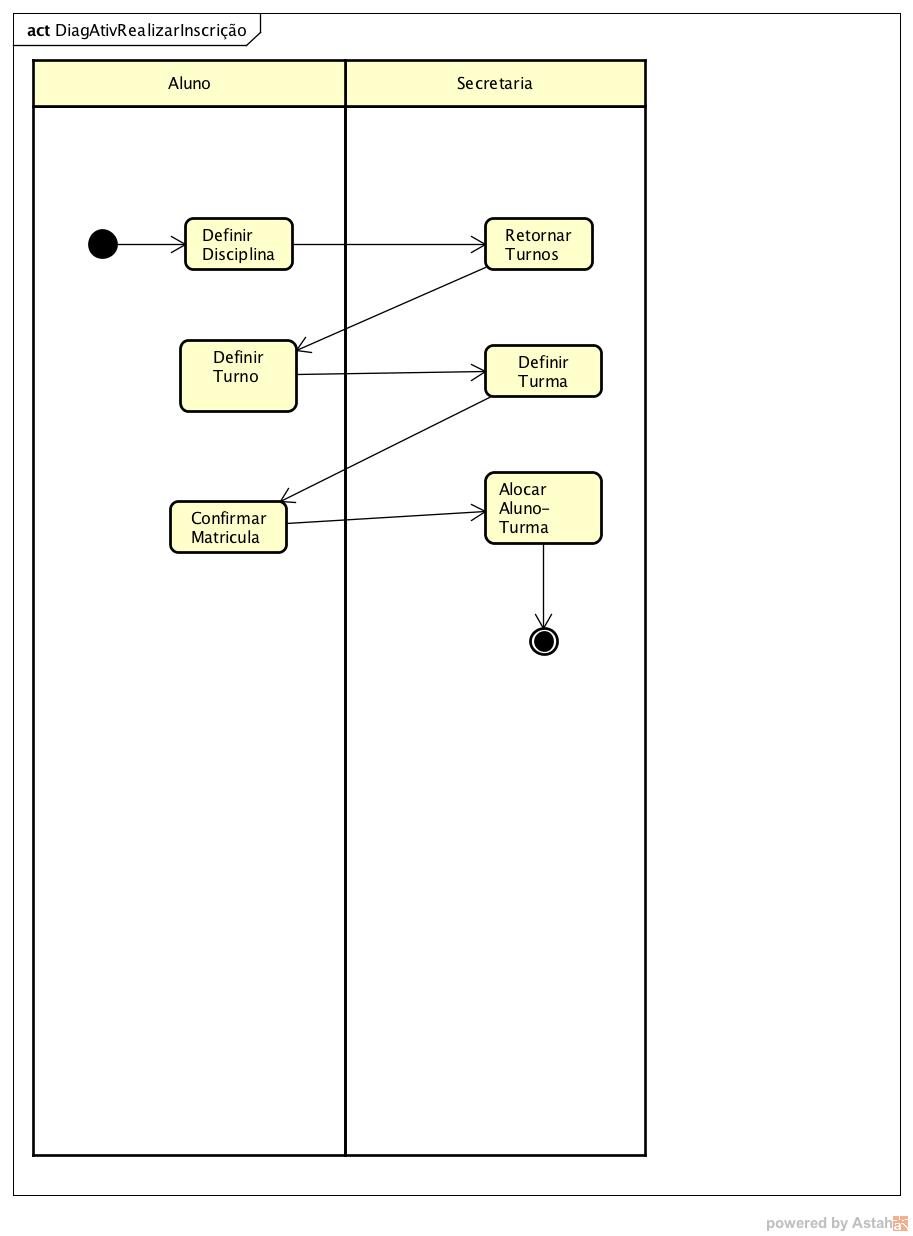 act DiagAtivRealizarInscrição
Aluno
Secretaria
Definir
Disciplina
Retornar
Turnos
Definir
Turno
Definir
Turma
Confirmar
Matricula
Alocar
Aluno-
Turma
powered by Astah